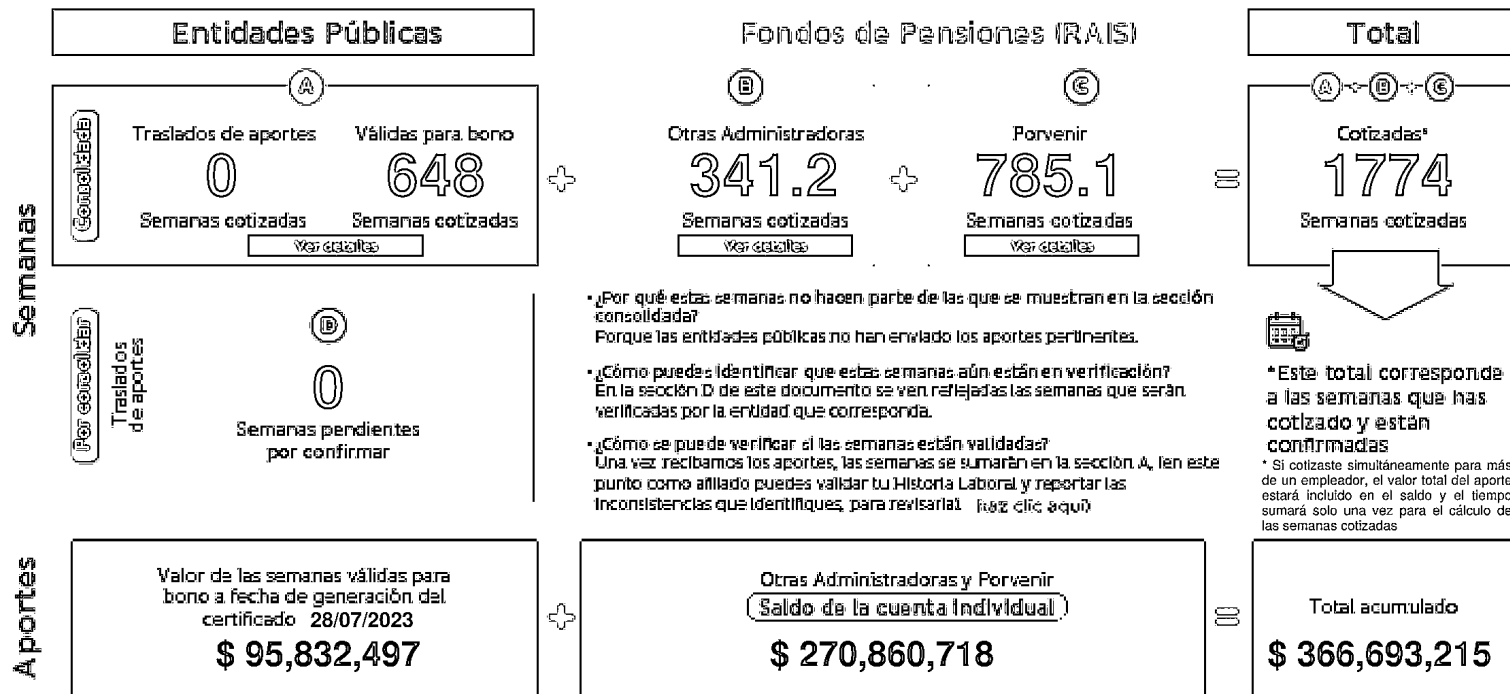 Entidades Públicas
Fondos de Pensiones (RAIS)
Total
A
B
C
A + B + C
Semanas
Consolidada
Traslados de aportes
0
Semanas cotizadas
Válidas para bono
648
Semanas cotizadas
Ver detalles
+
Otras Administradoras
341.2
Semanas cotizadas
Ver detalles
+
Porvenir
785.1
Semanas cotizadas
Ver detalles
=
Cotizadas*
1774
Semanas cotizadas
Por consolidar
Traslados
de aportes
D
0
Semanas pendientes
por confirmar
• ¿Por qué estas semanas no hacen parte de las que se muestran en la sección
consolidada?
Porque las entidades públicas no han enviado los aportes pertinentes.
• ¿Cómo puedes identificar que estas semanas aún están en verificación?
En la sección D de este documento se ven reflejadas las semanas que serán
verificadas por la entidad que corresponda.
• ¿Cómo se puede verificar si las semanas están validadas?
Una vez recibamos los aportes, las semanas se sumarán en la sección A, (en este
punto como afiliado puedes validar tu Historia Laboral y reportar las
inconsistencias que identifiques, para revisarla). haz clic aquí)
*Este total corresponde
a las semanas que has
cotizado y están
confirmadas
* Si cotizaste simultáneamente para más
de un empleador, el valor total del aporte
estará incluido en el saldo y el tiempo
sumará solo una vez para el cálculo de
las semanas cotizadas
Aportes
Valor de las semanas válidas para
bono a fecha de generación del
certificado 28/07/2023
$ 95,832,497
+
Otras Administradoras y Porvenir
Saldo de la cuenta individual
$ 270,860,718
=
Total acumulado
$ 366,693,215